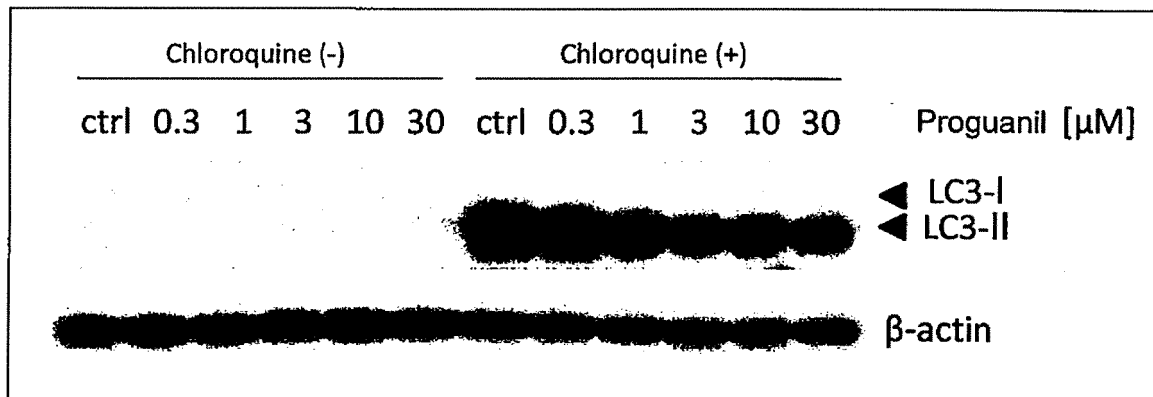 Chloroquine (-) Chloroquine (+)
ctrl 0.3 1 3 10 30 ctrl 0.3 1 3 10 30 Proguanil [μM]
LC3-I
LC3-II
β-actin